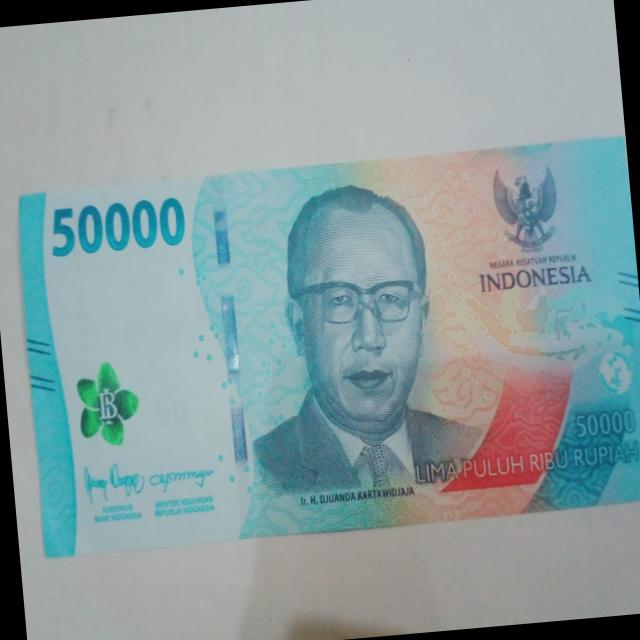 50000
NEGARA KESATUAN REPUBLIK
INDONESIA
50
50000
LIMA PULUH RIBU RUPIAH
Ir. H. DJUANDA KARTAWIDJAJA
GUBERNUR
BANK INDONESIA
MENTERI KEUANGAN
REPUBLIK INDONESIA